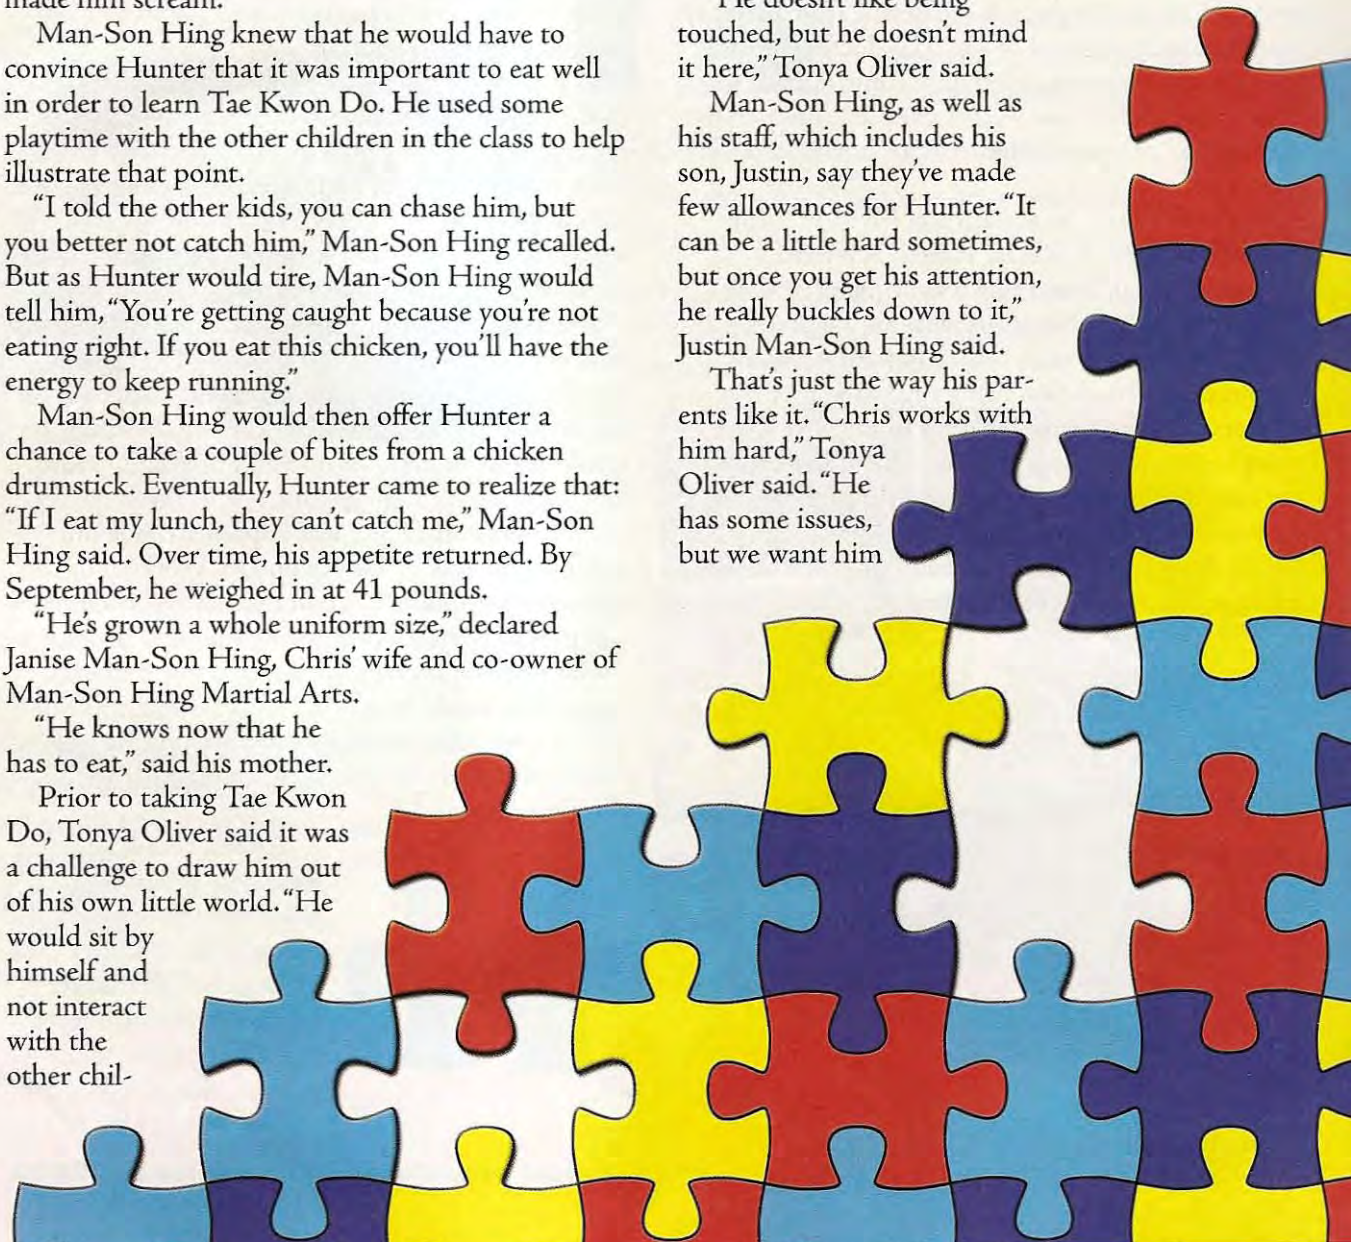 made him scream.
Man-Son Hing knew that he would have to
convince Hunter that it was important to eat well
in order to learn Tae Kwon Do. He used some
playtime with the other children in the class to help
illustrate that point.
“I told the other kids, you can chase him, but
you better not catch him,” Man-Son Hing recalled.
But as Hunter would tire, Man-Son Hing would
tell him, “You’re getting caught because you’re not
eating right. If you eat this chicken, you’ll have the
energy to keep running.”
Man-Son Hing would then offer Hunter a
chance to take a couple of bites from a chicken
drumstick. Eventually, Hunter came to realize that:
“If I eat my lunch, they can’t catch me,” Man-Son
Hing said. Over time, his appetite returned. By
September, he weighed in at 41 pounds.
“He’s grown a whole uniform size,” declared
Janise Man-Son Hing, Chris’ wife and co-owner of
Man-Son Hing Martial Arts.
“He knows now that he
has to eat,” said his mother.
Prior to taking Tae Kwon
Do, Tonya Oliver said it was
a challenge to draw him out
of his own little world. “He
would sit by
himself and
not interact
with the
other chil-
“He doesn’t like being
touched, but he doesn’t mind
it here,” Tonya Oliver said.
Man-Son Hing, as well as
his staff, which includes his
son, Justin, say they’ve made
few allowances for Hunter. “It
can be a little hard sometimes,
but once you get his attention,
he really buckles down to it,”
Justin Man-Son Hing said.
That’s just the way his par-
ents like it. “Chris works with
him hard,” Tonya
Oliver said. “He
has some issues,
but we want him